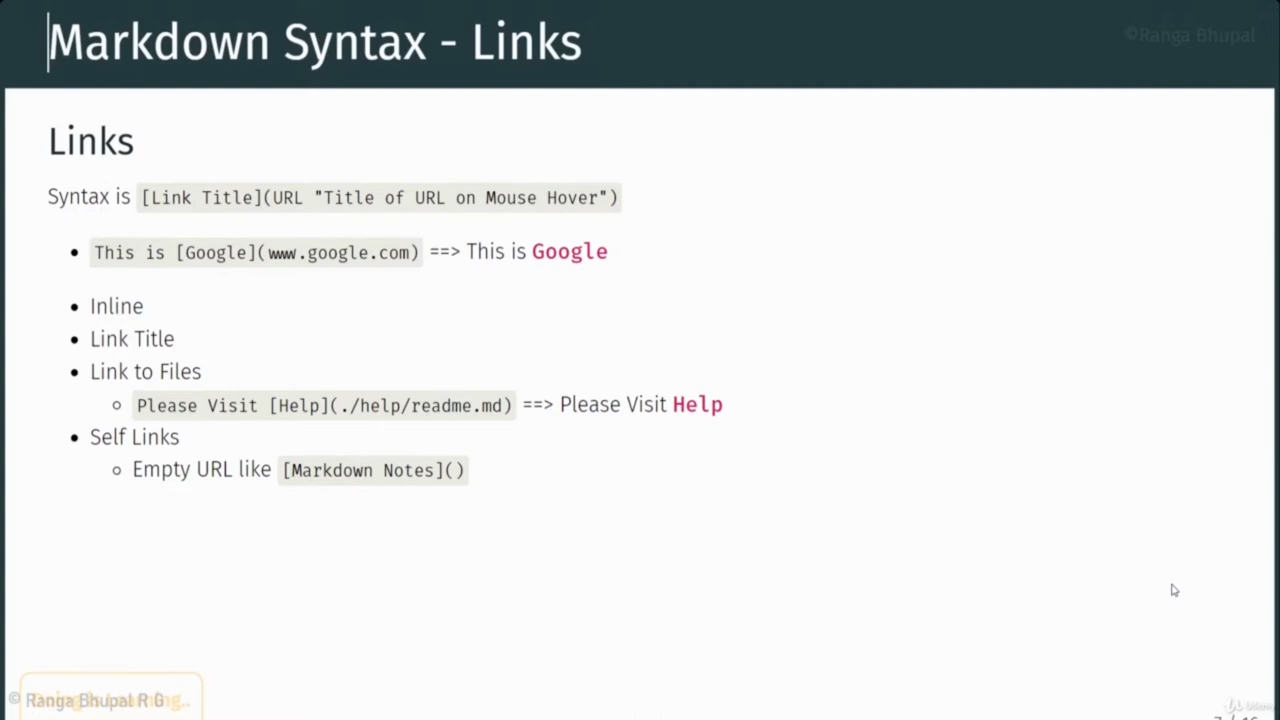 Markdown Syntax - Links
©Ranga Bhupal
Links
Syntax is [Link Title](URL "Title of URL on Mouse Hover")
• This is [Google](www.google.com) ==> This is Google
• Inline
• Link Title
• Link to Files
○ Please Visit [Help](./help/readme.md) ==> Please Visit Help
• Self Links
○ Empty URL like [Markdown Notes]()
© Ranga Bhupal R G
Udemy